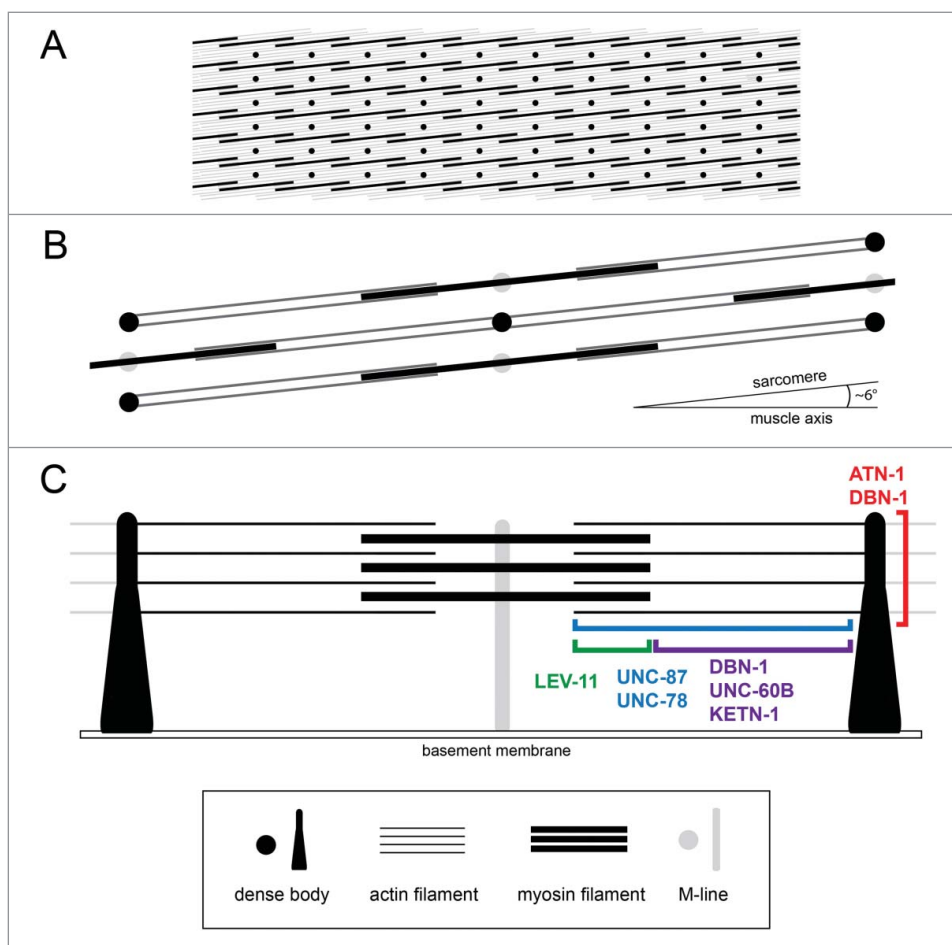 A
B
sarcomere
~6°
muscle axis
C
ATN-1
DBN-1
LEV-11
UNC-87
UNC-78
DBN-1
UNC-60B
KETN-1
basement membrane
dense body
actin filament
myosin filament
M-line